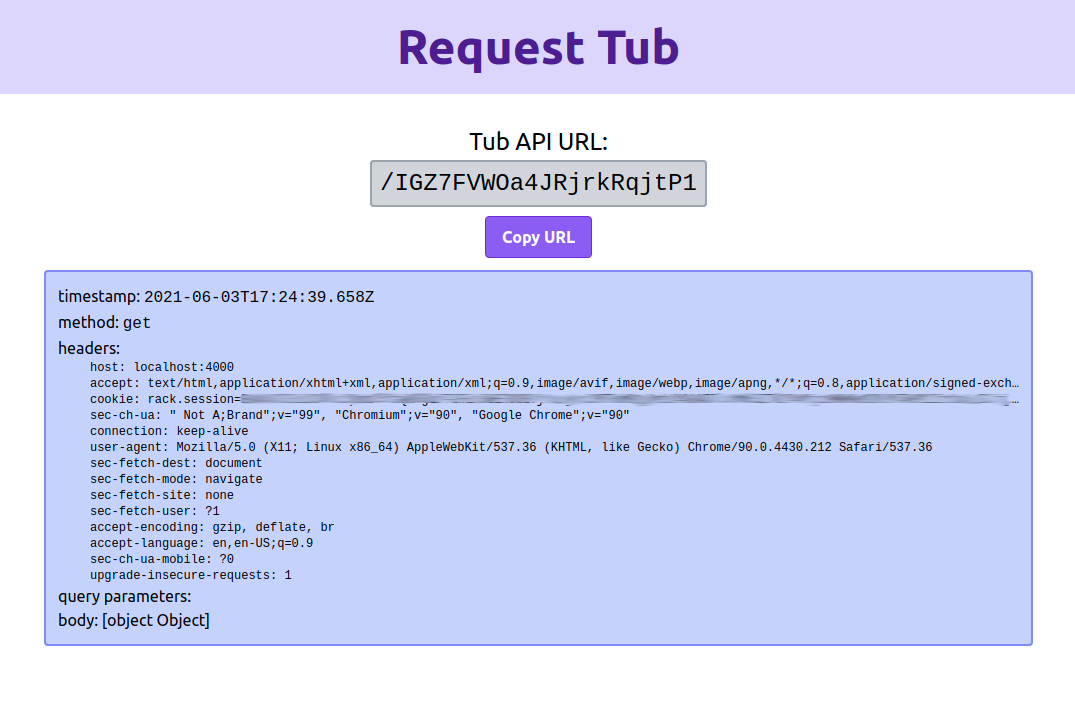 Request Tub
Tub API URL:
/IGZ7FVWOa4JRjrkRqjtP1
Copy URL
timestamp: 2021-06-03T17:24:39.658Z
method: get
headers:
host: localhost:4000
accept: text/html,application/xhtml+xml,application/xml;q=0.9,image/avif,image/webp,image/apng,*/*;q=0.8,application/signed-exch…
cookie: rack.session=
sec-ch-ua: " Not A;Brand";v="99", "Chromium";v="90", "Google Chrome";v="90"
connection: keep-alive
user-agent: Mozilla/5.0 (X11; Linux x86_64) AppleWebKit/537.36 (KHTML, like Gecko) Chrome/90.0.4430.212 Safari/537.36
sec-fetch-dest: document
sec-fetch-mode: navigate
sec-fetch-site: none
sec-fetch-user: ?1
accept-encoding: gzip, deflate, br
accept-language: en,en-US;q=0.9
sec-ch-ua-mobile: ?0
upgrade-insecure-requests: 1
query parameters:
body: [object Object]